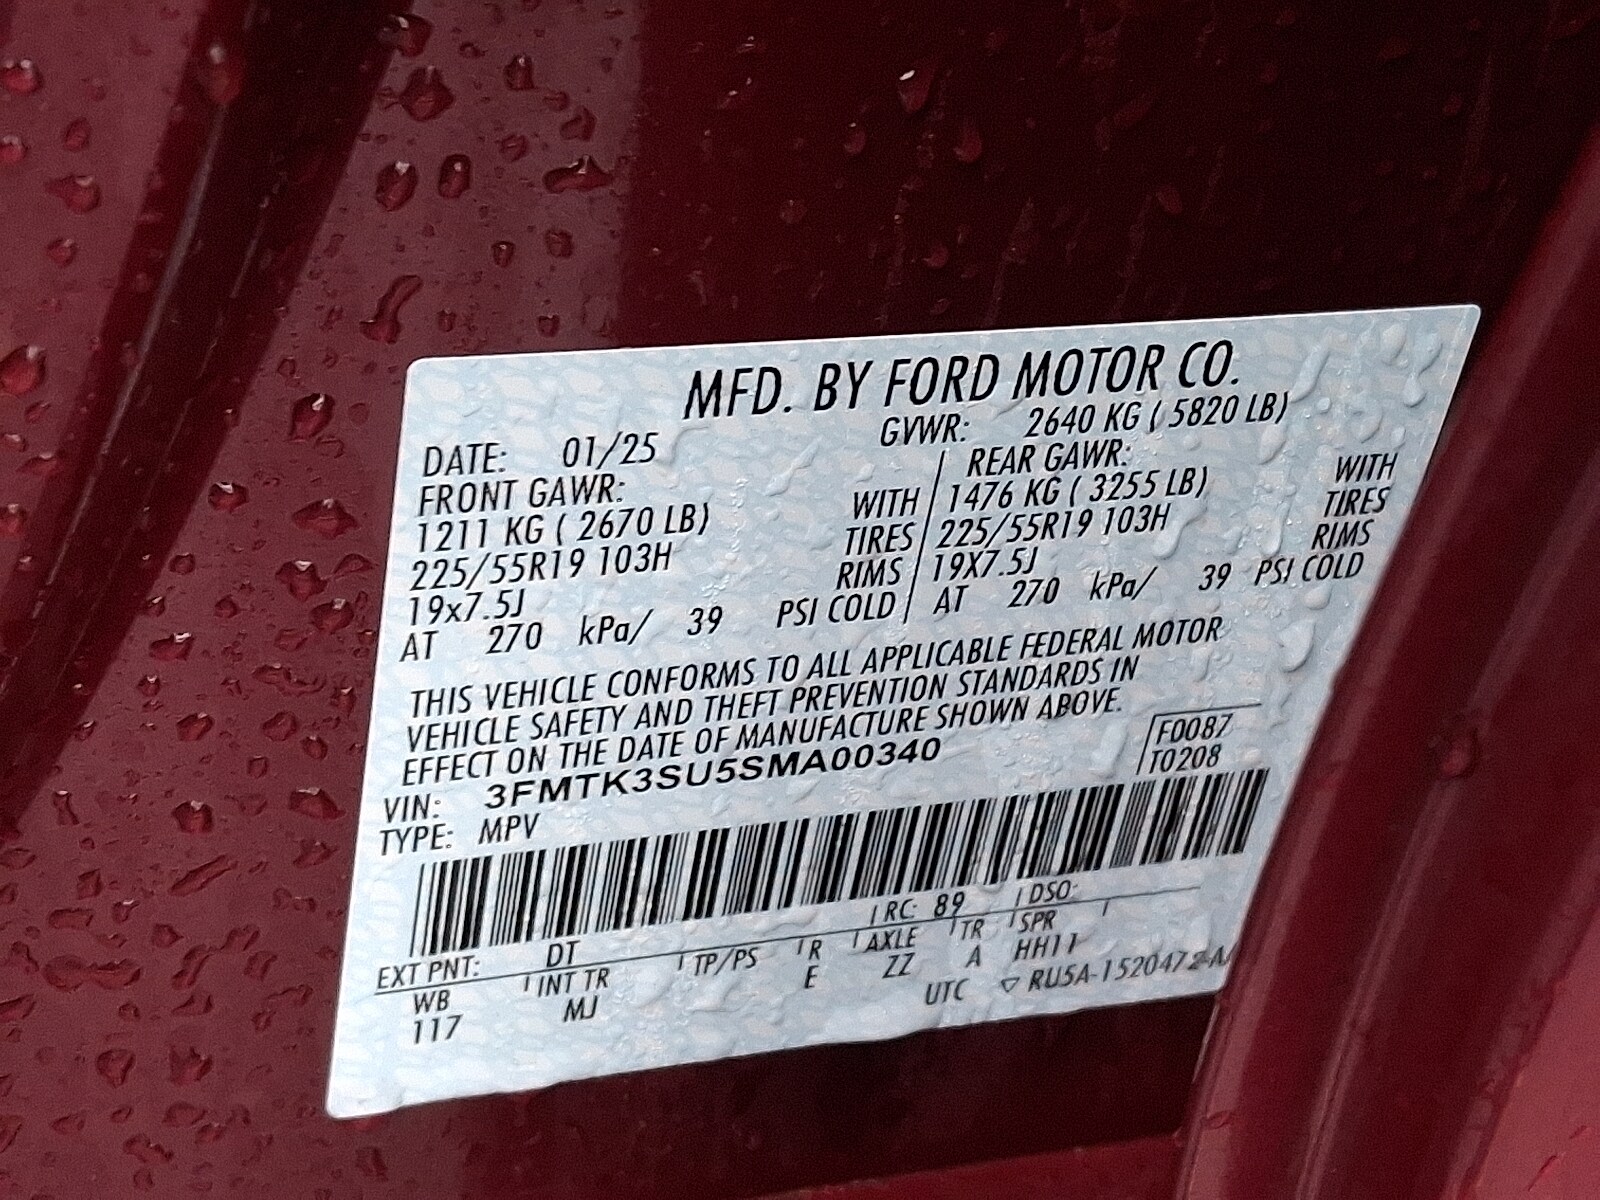 MFD. BY FORD MOTOR CO.
DATE: 01/25 GVWR: 2640 KG ( 5820 LB)
FRONT GAWR: REAR GAWR:
1211 KG ( 2670 LB) WITH 1476 KG ( 3255 LB) WITH
225/55R19 103H TIRES 225/55R19 103H TIRES
19x7.5J RIMS 19X7.5J RIMS
AT 270 kPa/ 39 PSI COLD AT 270 kPa/ 39 PSI COLD
THIS VEHICLE CONFORMS TO ALL APPLICABLE FEDERAL MOTOR
VEHICLE SAFETY AND THEFT PREVENTION STANDARDS IN
EFFECT ON THE DATE OF MANUFACTURE SHOWN ABOVE.
VIN: 3FMTK3SU5SMA00340 F0087
TYPE: MPV T0208
EXT PNT: DT RC: 89 DSO:
WB INT TR TP/PS R AXLE TR SPR
117 MJ E ZZ A HH11
UTC